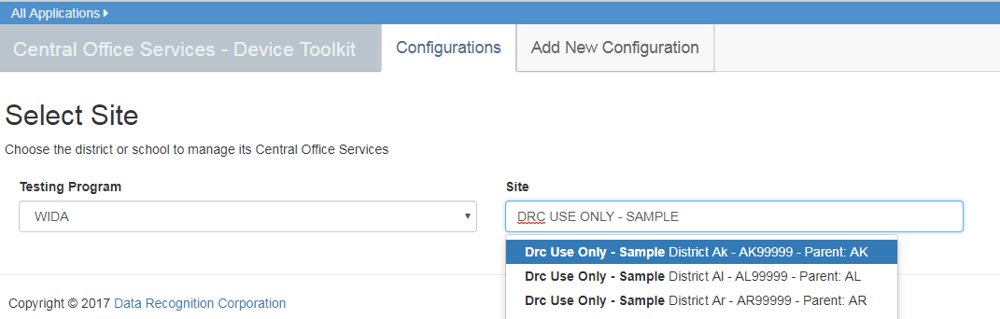 All Applications
Central Office Services - Device Toolkit Configurations Add New Configuration
Select Site
Choose the district or school to manage its Central Office Services
Testing Program Site
WIDA DRC USE ONLY - SAMPLE
Drc Use Only - Sample District Ak - AK99999 - Parent: AK
Drc Use Only - Sample District Al - AL99999 - Parent: AL
Drc Use Only - Sample District Ar - AR99999 - Parent: AR
Copyright © 2017 Data Recognition Corporation